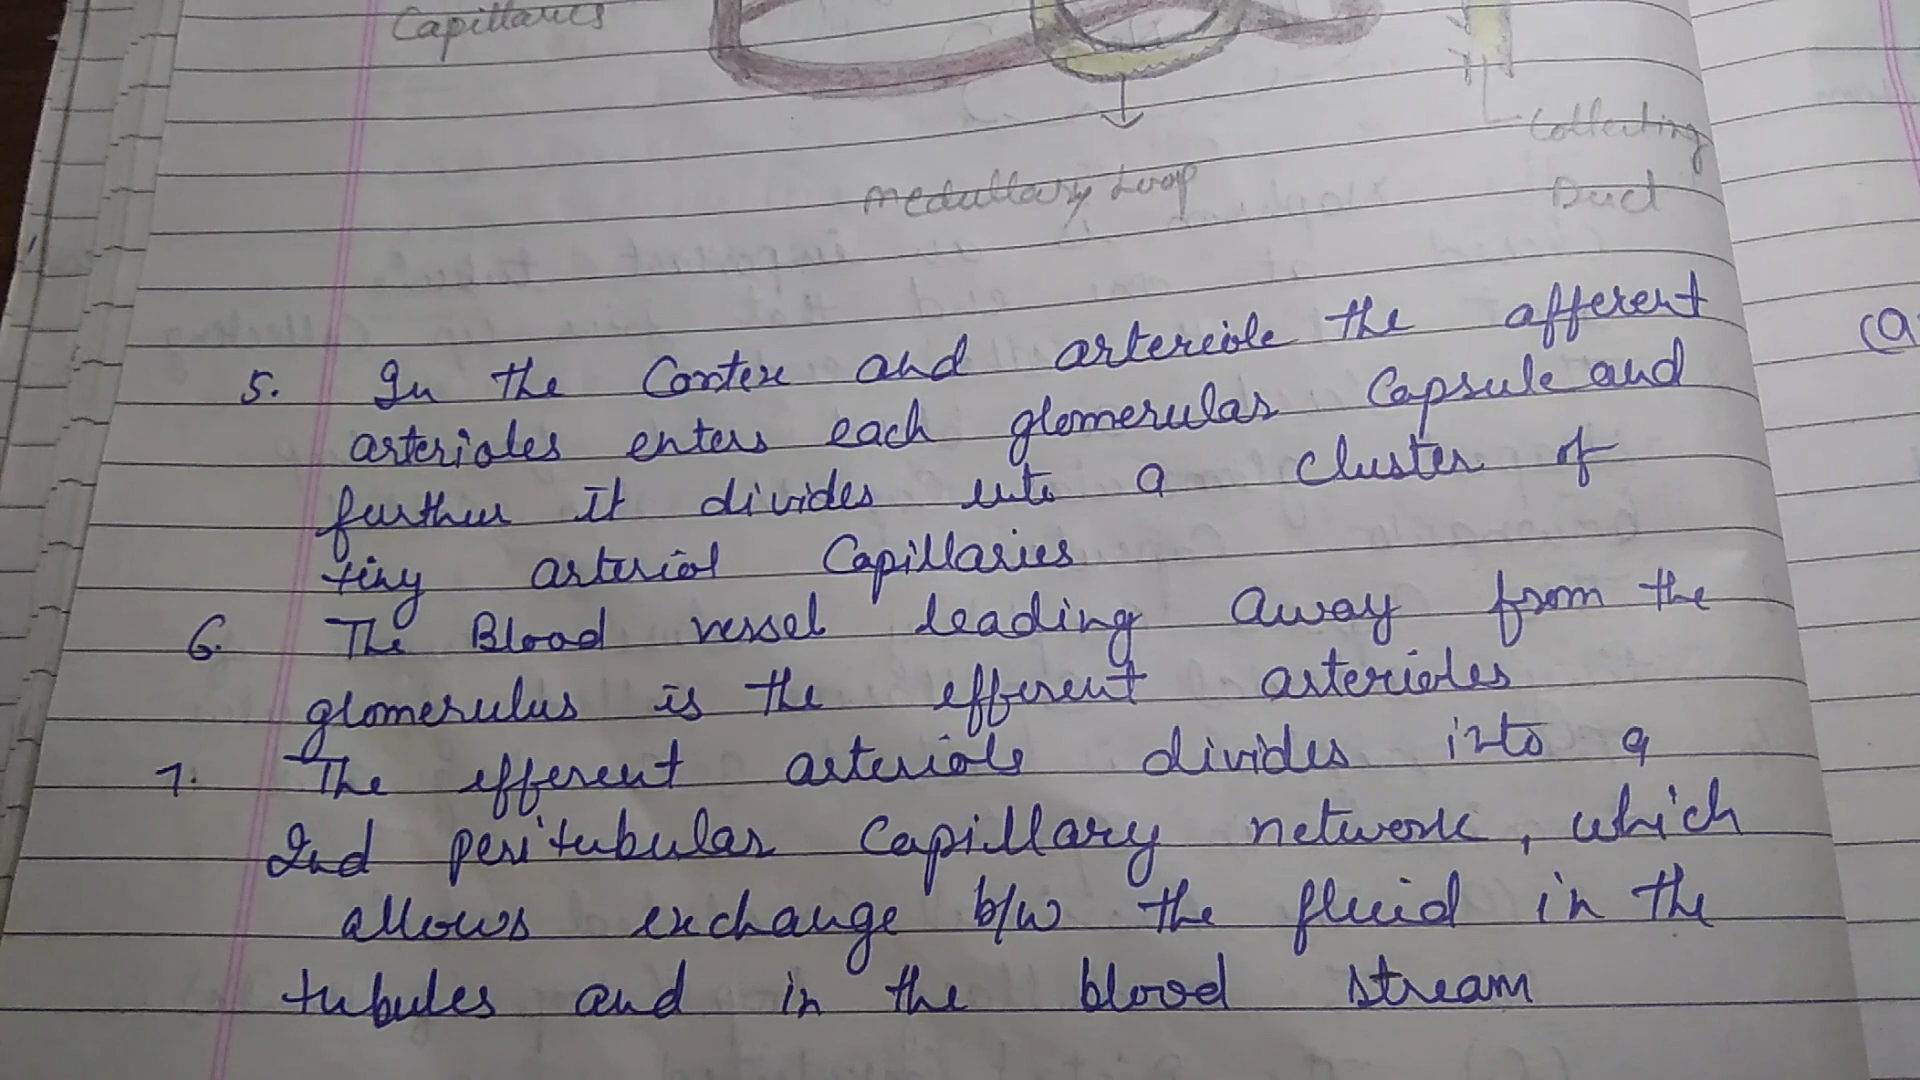 Capillaries
Collecting
Duct
Medullary Loop
5. In the Cortex and artereiole the afferent
arterioles enters each glomerular Capsule and
further it divides into a cluster of
tiny arterial Capillaries
6. The Blood vessel leading away from the
glomerulus is the efferent arterioles
7. The efferent arteriole divides into a
2nd peritubular Capillary network, which
allows exchange b/w the fluid in the
tubules and in the blood stream
(a